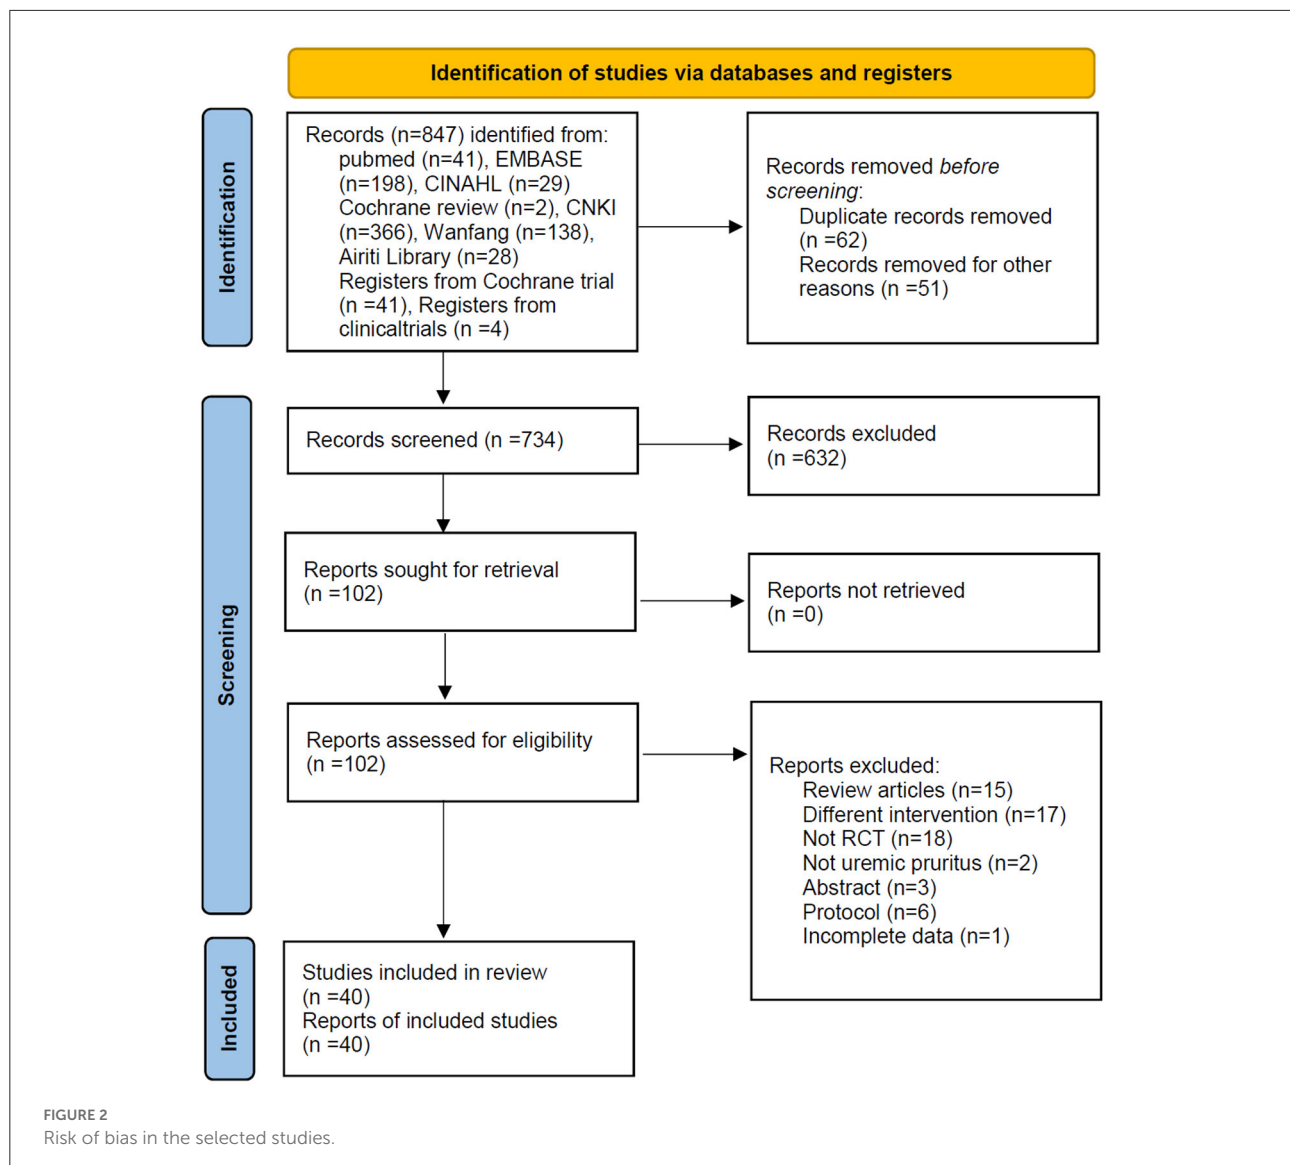 Identification of studies via databases and registers
Identification
Records (n=847) identified from:
pubmed (n=41), EMBASE
(n=198), CINAHL (n=29)
Cochrane review (n=2), CNKI
(n=366), Wanfang (n=138),
Airiti Library (n=28)
Registers from Cochrane trial
(n =41), Registers from
clinicaltrials (n =4)
Records removed before
screening:
Duplicate records removed
(n =62)
Records removed for other
reasons (n =51)
Screening
Records screened (n =734)
Records excluded
(n =632)
Reports sought for retrieval
(n =102)
Reports not retrieved
(n =0)
Reports assessed for eligibility
(n =102)
Reports excluded:
Review articles (n=15)
Different intervention (n=17)
Not RCT (n=18)
Not uremic pruritus (n=2)
Abstract (n=3)
Protocol (n=6)
Incomplete data (n=1)
Included
Studies included in review
(n =40)
Reports of included studies
(n =40)
FIGURE 2
Risk of bias in the selected studies.